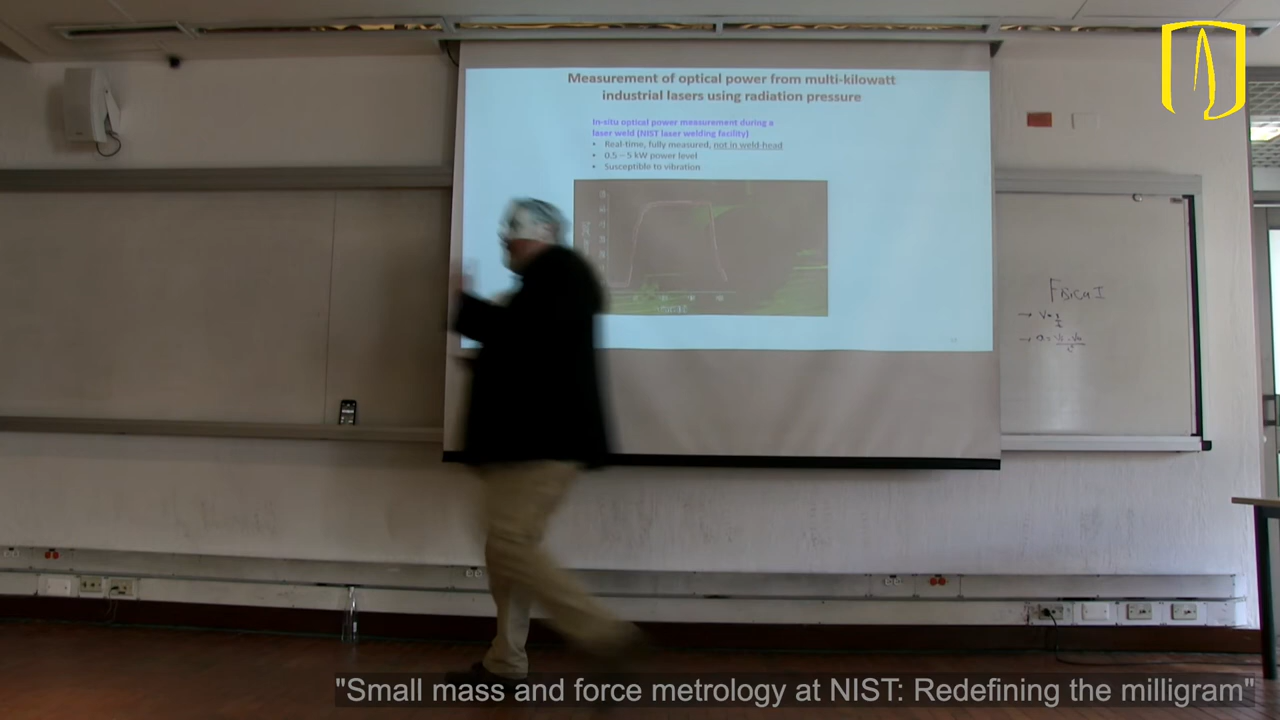 Measurement of optical power from multi-kilowatt
industrial lasers using radiation pressure
In-situ optical power measurement during a
laser weld (NIST laser welding facility)
• Real-time, fully measured, not in weld-head
• 0.5 – 5 kW power level
• Susceptible to vibration
"Small mass and force metrology at NIST: Redefining the milligram"